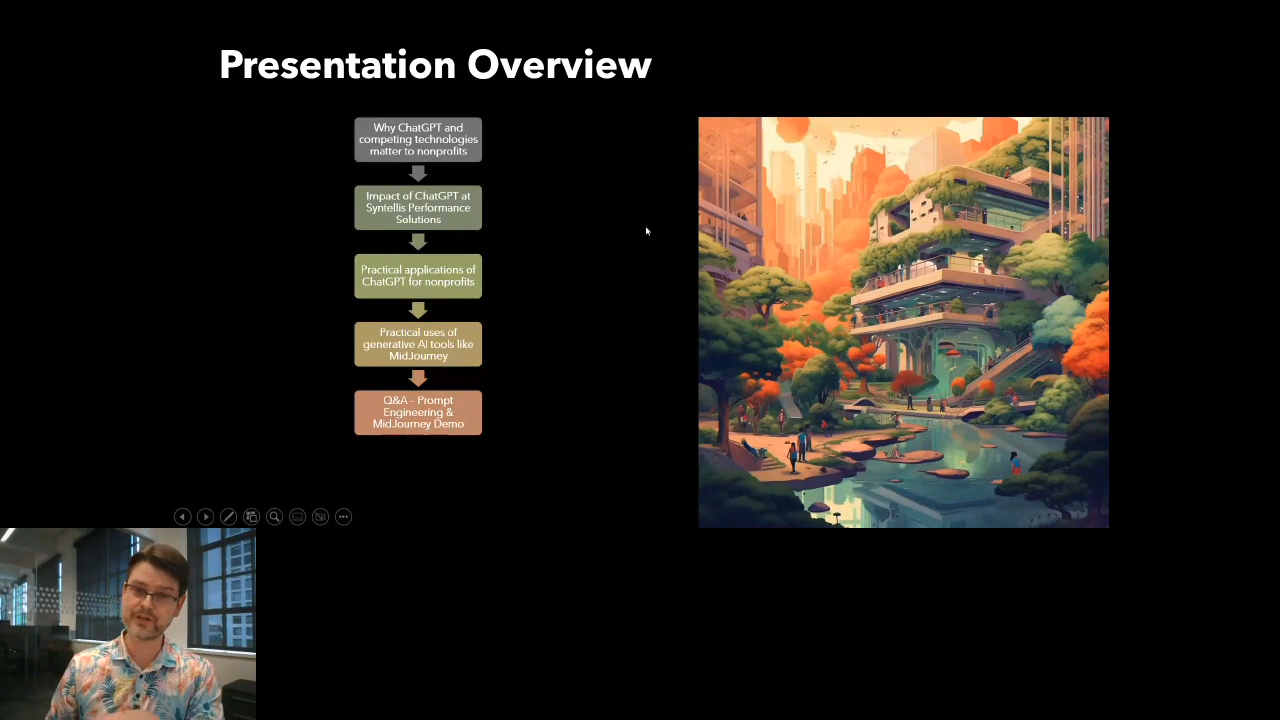 Presentation Overview
Why ChatGPT and
competing technologies
matter to nonprofits
Impact of ChatGPT at
Syntellis Performance
Solutions
Practical applications of
ChatGPT for nonprofits
Practical uses of
generative AI tools like
MidJourney
Q&A - Prompt
Engineering &
MidJourney Demo